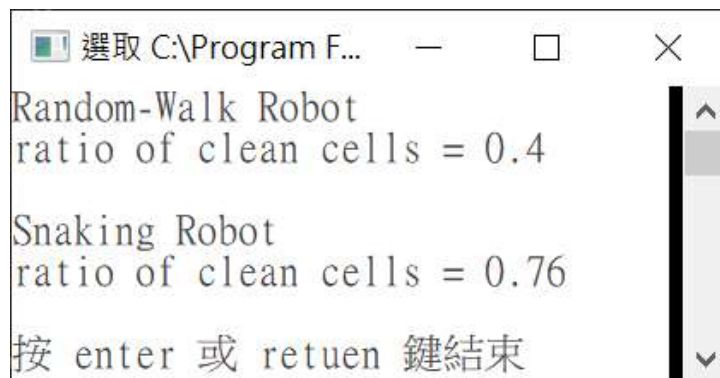 選取 C:\Program F...
Random-Walk Robot
ratio of clean cells = 0.4
Snaking Robot
ratio of clean cells = 0.76
按 enter 或 retuen 鍵結束